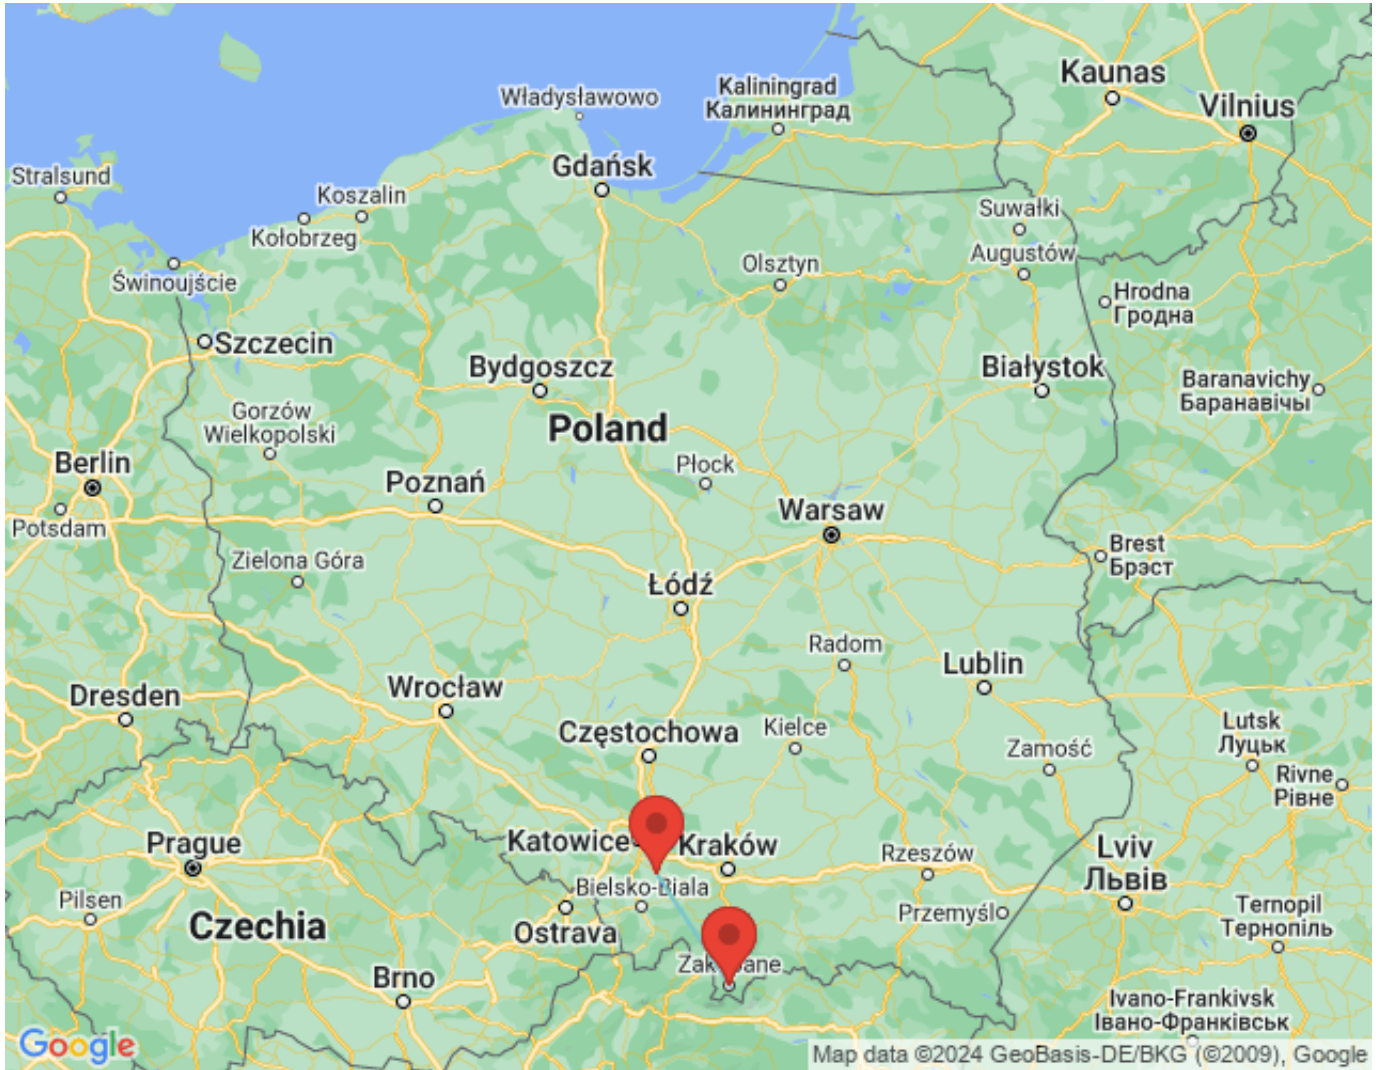 Kaunas
Kaliningrad
Калининград
Władysławowo
Vilnius
Gdańsk
Stralsund
Koszalin
Suwałki
Kołobrzeg
Augustów
Olsztyn
Świnoujście
Hrodna
Гродна
Szczecin
Bydgoszcz
Białystok
Baranavichy
Баранавічы
Gorzów
Wielkopolski
Poland
Berlin
Płock
Poznań
Warsaw
Potsdam
Brest
Брэст
Zielona Góra
Łódź
Radom
Lublin
Wrocław
Dresden
Częstochowa
Kielce
Lutsk
Луцьк
Zamość
Rivne
Рівне
Katowice
Kraków
Prague
Rzeszów
Lviv
Львів
Bielsko-Biala
Pilsen
Przemyśl
Ternopil
Тернопіль
Czechia
Ostrava
Brno
Ivano-Frankivsk
Івано-Франківськ
Google
Map data ©2024 GeoBasis-DE/BKG (©2009), Google